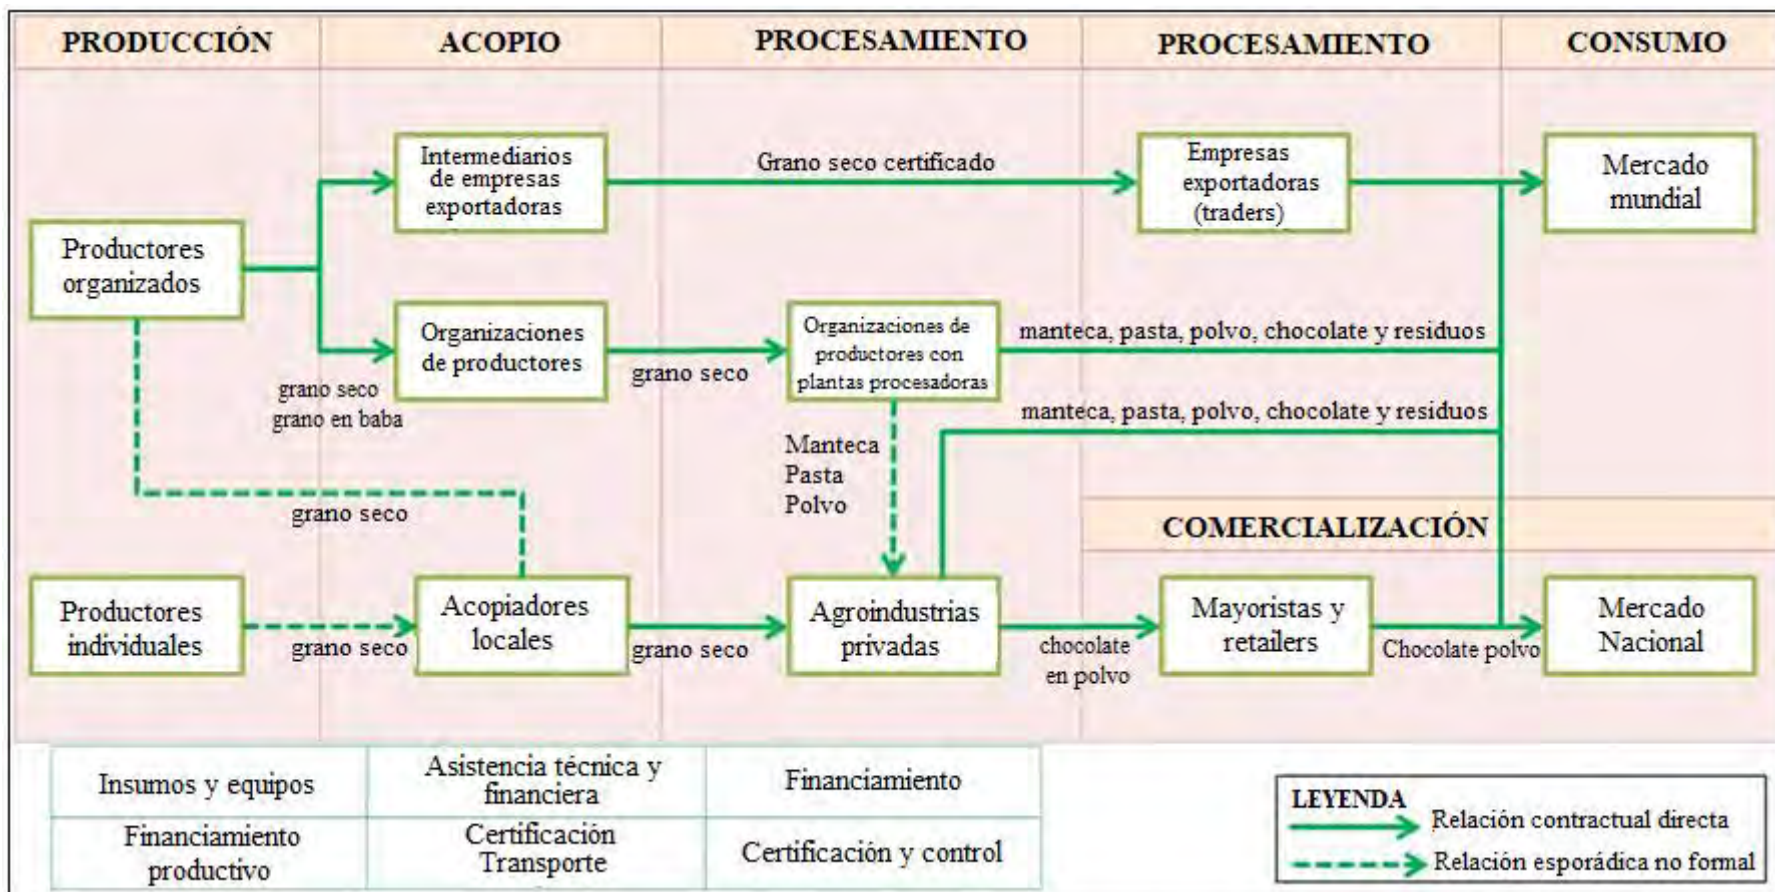 PRODUCCIÓN
ACOPIO
PROCESAMIENTO
PROCESAMIENTO
CONSUMO
Intermediarios
de empresas
exportadoras
Grano seco certificado
Empresas
exportadoras
(traders)
Mercado
mundial
Productores
organizados
Organizaciones
de productores
grano seco
grano en baba
grano seco
Organizaciones de
productores con
plantas procesadoras
manteca, pasta, polvo, chocolate y residuos
manteca, pasta, polvo, chocolate y residuos
Manteca
Pasta
Polvo
grano seco
COMERCIALIZACIÓN
Productores
individuales
grano seco
Acopiadores
locales
grano seco
Agroindustrias
privadas
chocolate
en polvo
Mayoristas y
retailers
Chocolate polvo
Mercado
Nacional
Insumos y equipos
Asistencia técnica y
financiera
Financiamiento
Financiamiento
productivo
Certificación
Transporte
Certificación y control
LEYENDA
Relación contractual directa
Relación esporádica no formal